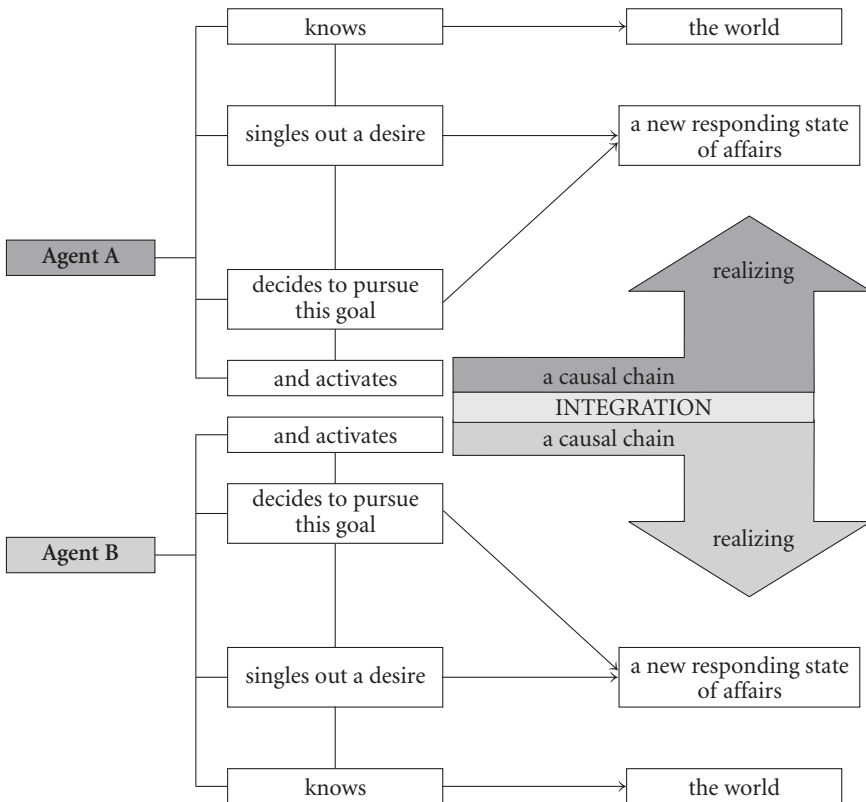 knows
the world
singles out a desire
a new responding state
of affairs
Agent A
realizing
decides to pursue
this goal
and activates
a causal chain
INTEGRATION
and activates
a causal chain
decides to pursue
this goal
Agent B
realizing
singles out a desire
a new responding state
of affairs
knows
the world